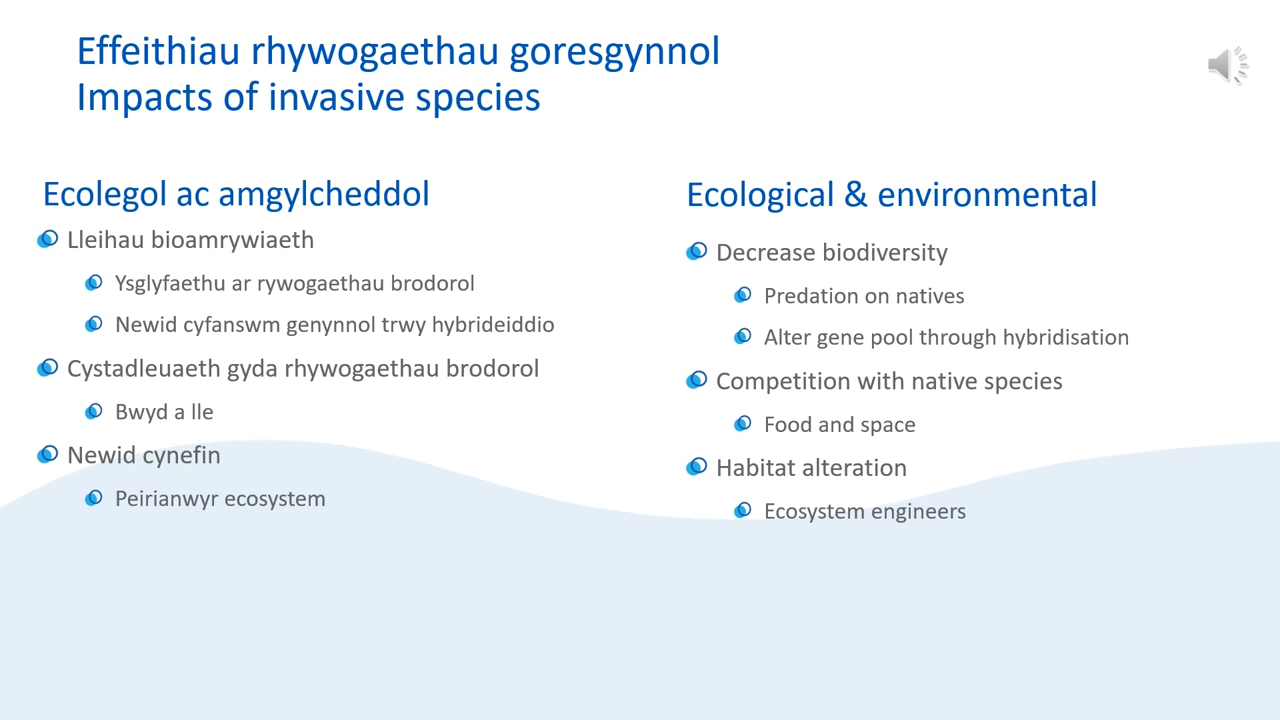 Effeithiau rhywogaethau goresgynnol
Impacts of invasive species
Ecolegol ac amgylcheddol
Lleihau bioamrywiaeth
Ysglyfaethu ar rywogaethau brodorol
Newid cyfanswm genynnol trwy hybrideiddio
Cystadleuaeth gyda rhywogaethau brodorol
Bwyd a lle
Newid cynefin
Peirianwyr ecosystem
Ecological & environmental
Decrease biodiversity
Predation on natives
Alter gene pool through hybridisation
Competition with native species
Food and space
Habitat alteration
Ecosystem engineers